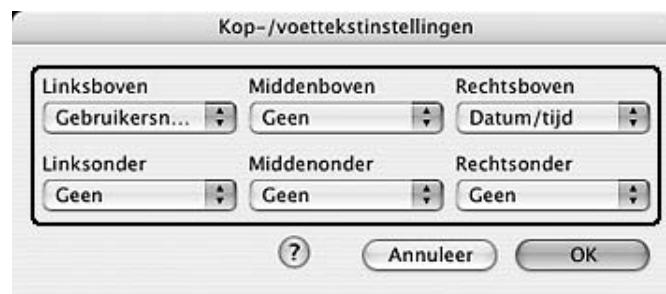 Kop-/voettekstinstellingen
Linksboven Middenboven Rechtsboven
Gebruikersn... Geen Datum/tijd
Linksonder Middenonder Rechtsonder
Geen Geen Geen
? Annuleer OK